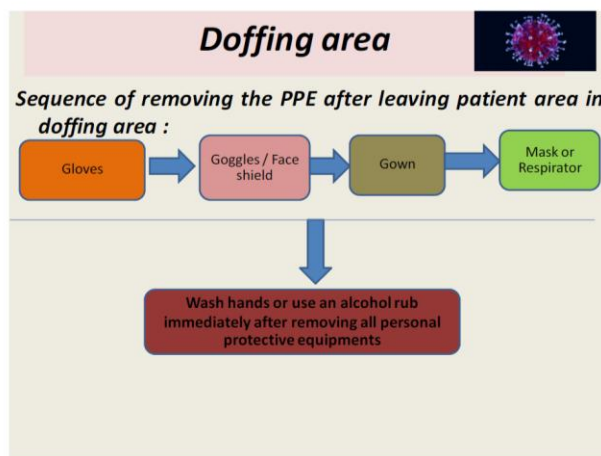 Doffing area
Sequence of removing the PPE after leaving patient area in
doffing area :
Gloves
Goggles / Face
shield
Gown
Mask or
Respirator
Wash hands or use an alcohol rub
immediately after removing all personal
protective equipments